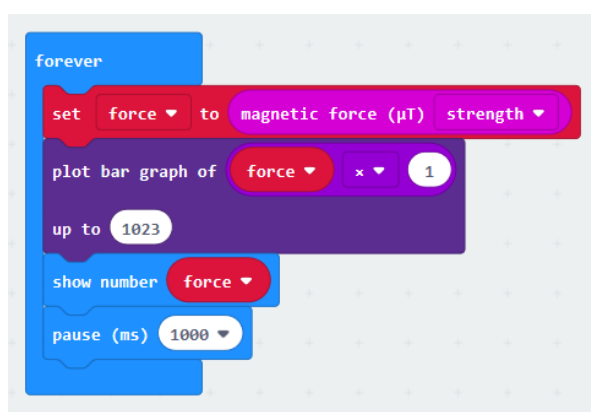 forever
set force to magnetic force (µT) strength
plot bar graph of force × 1
up to 1023
show number force
pause (ms) 1000